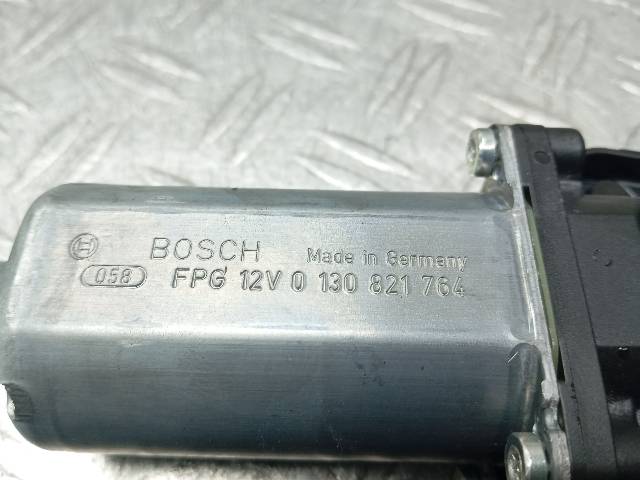 BOSCH Made in Germany
058 FPG 12V 0 130 821 764